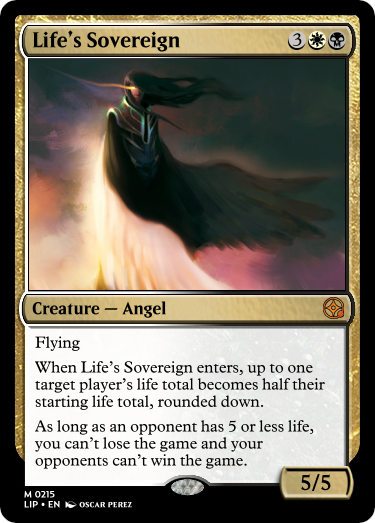 Life's Sovereign 3
Creature — Angel
Flying
When Life's Sovereign enters, up to one
target player's life total becomes half their
starting life total, rounded down.
As long as an opponent has 5 or less life,
you can't lose the game and your
opponents can't win the game.
5/5
M 0215
LIP • EN OSCAR PEREZ